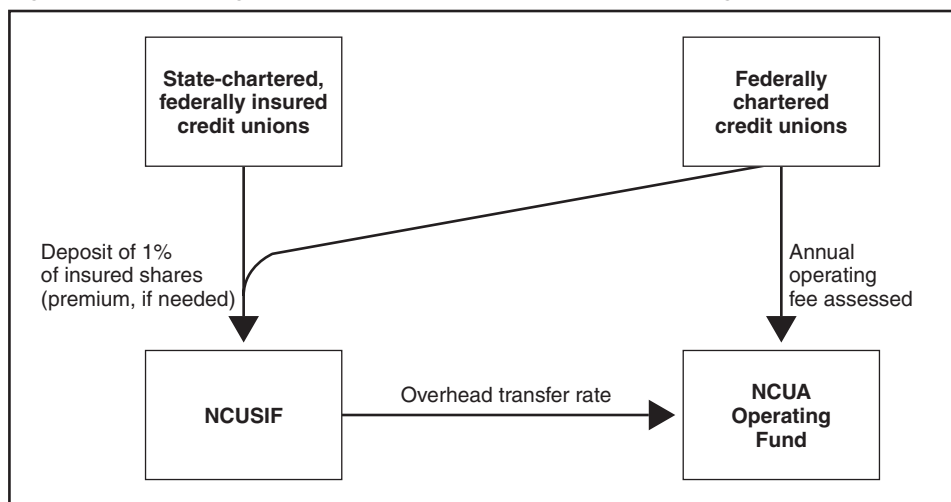 State-chartered,
federally insured
credit unions
Federally
chartered
credit unions
Deposit of 1%
of insured shares
(premium, if needed)
Annual
operating
fee assessed
NCUSIF
Overhead transfer rate
NCUA
Operating
Fund